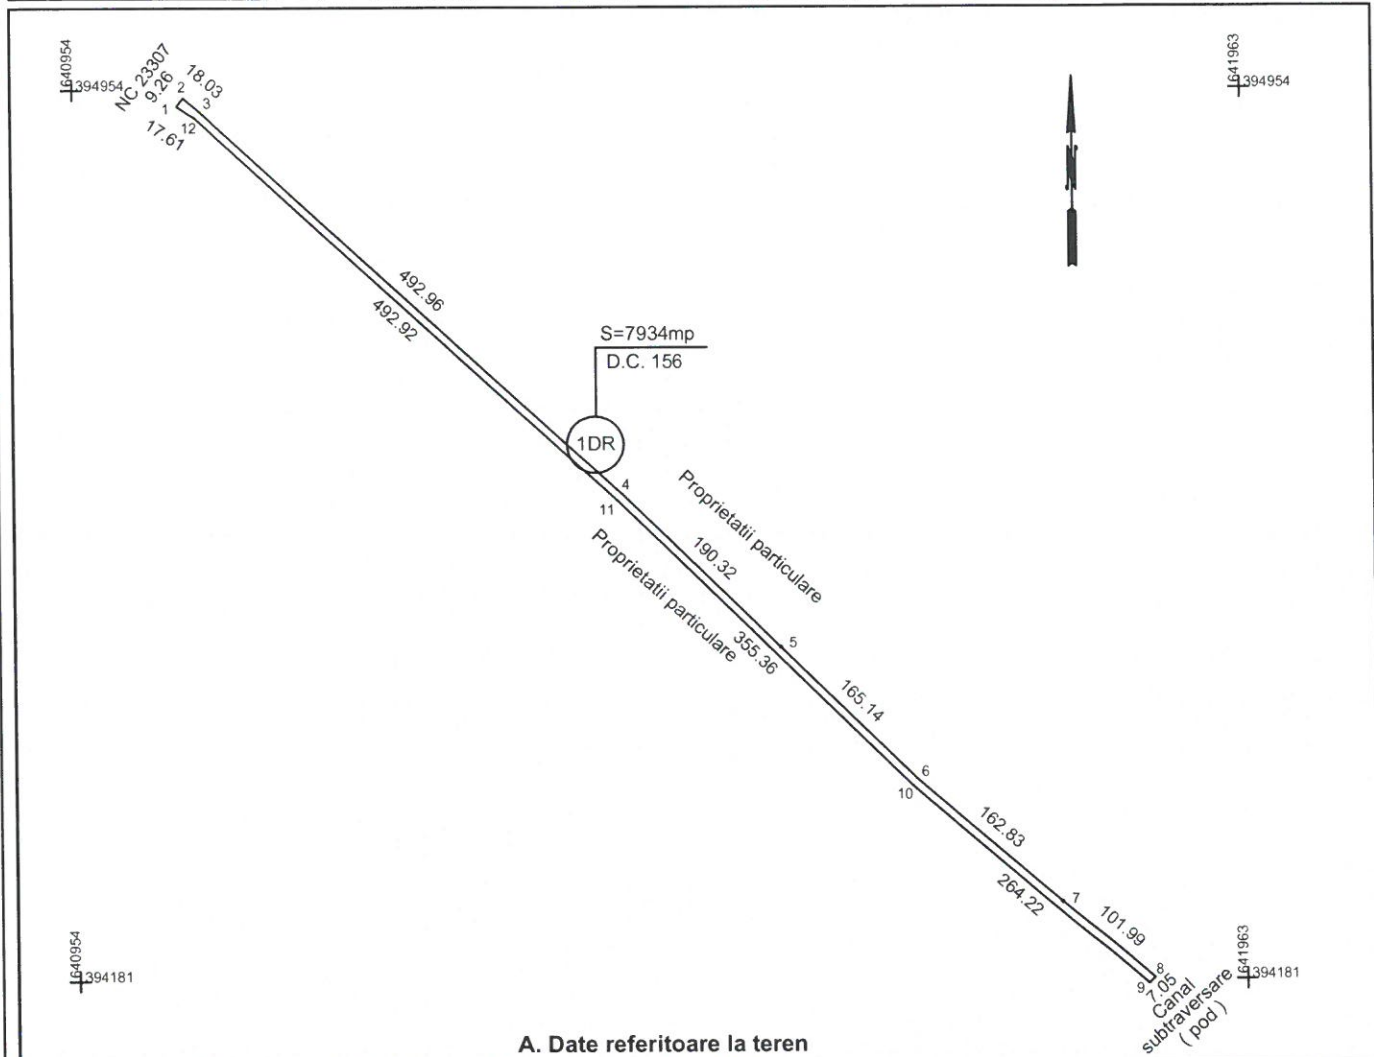 640954
394954
641963
394954
NC 23307
9.26
18.03
1
2
3
12
17.61
N
492.96
492.92
S=7934mp
D.C. 156
1DR
4
11
Proprietatii particulare
190.32
Proprietatii particulare
355.36
5
165.14
6
10
162.83
264.22
7
101.99
8
9
7.05
Canal
subtraversare
( pod )
640954
394181
641963
394181
A. Date referitoare la teren